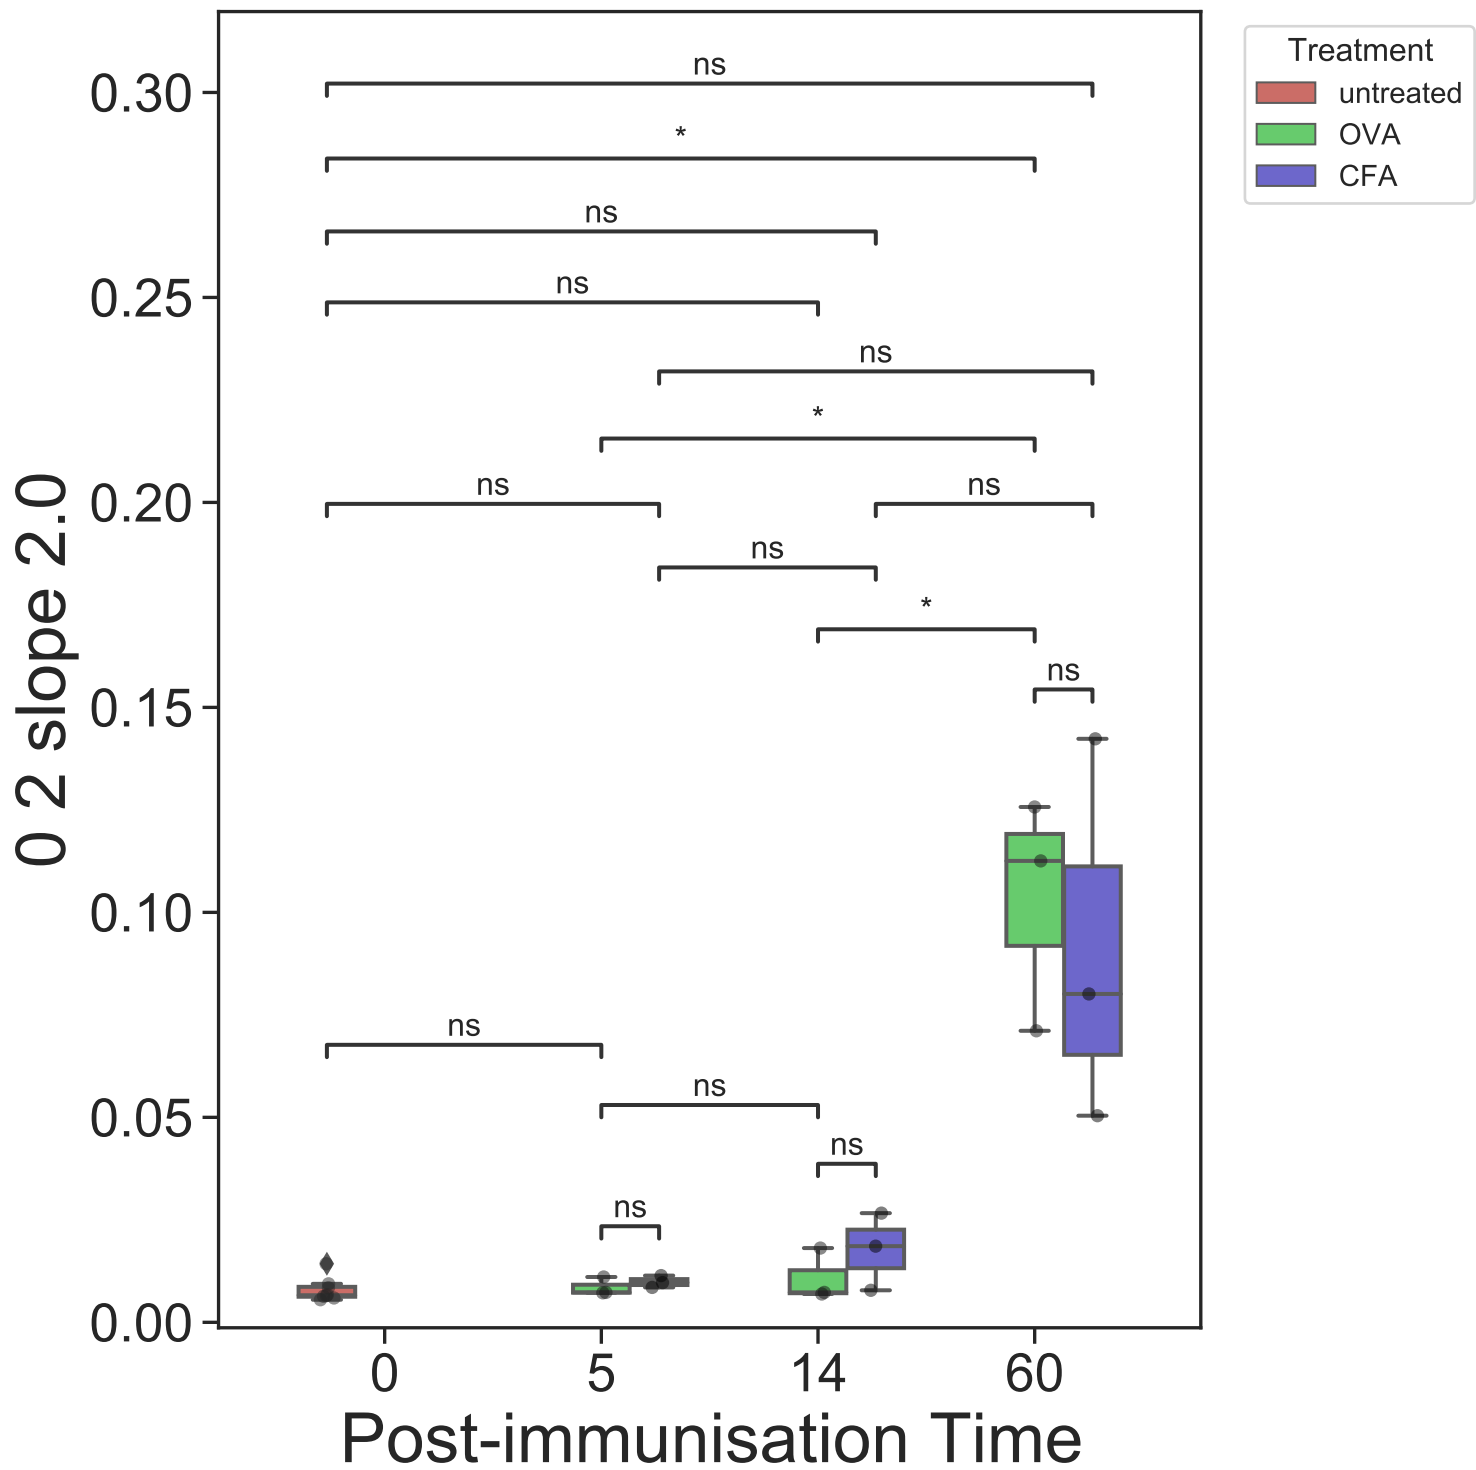 Treatment
untreated
OVA
CFA
0 2 slope 2.0
0.30
0.25
0.20
0.15
0.10
0.05
0.00
ns
*
ns
ns
ns
*
ns
ns
ns
*
ns
ns
ns
ns
ns
0
5
14
60
Post-immunisation Time